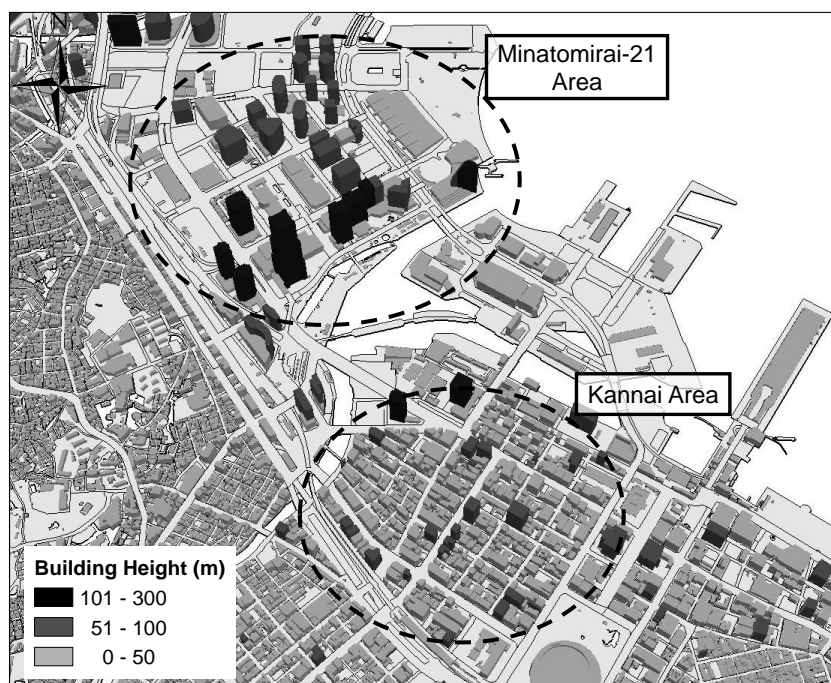 N
Minatomirai-21
Area
Kannai Area
Building Height (m)
101 - 300
51 - 100
0 - 50